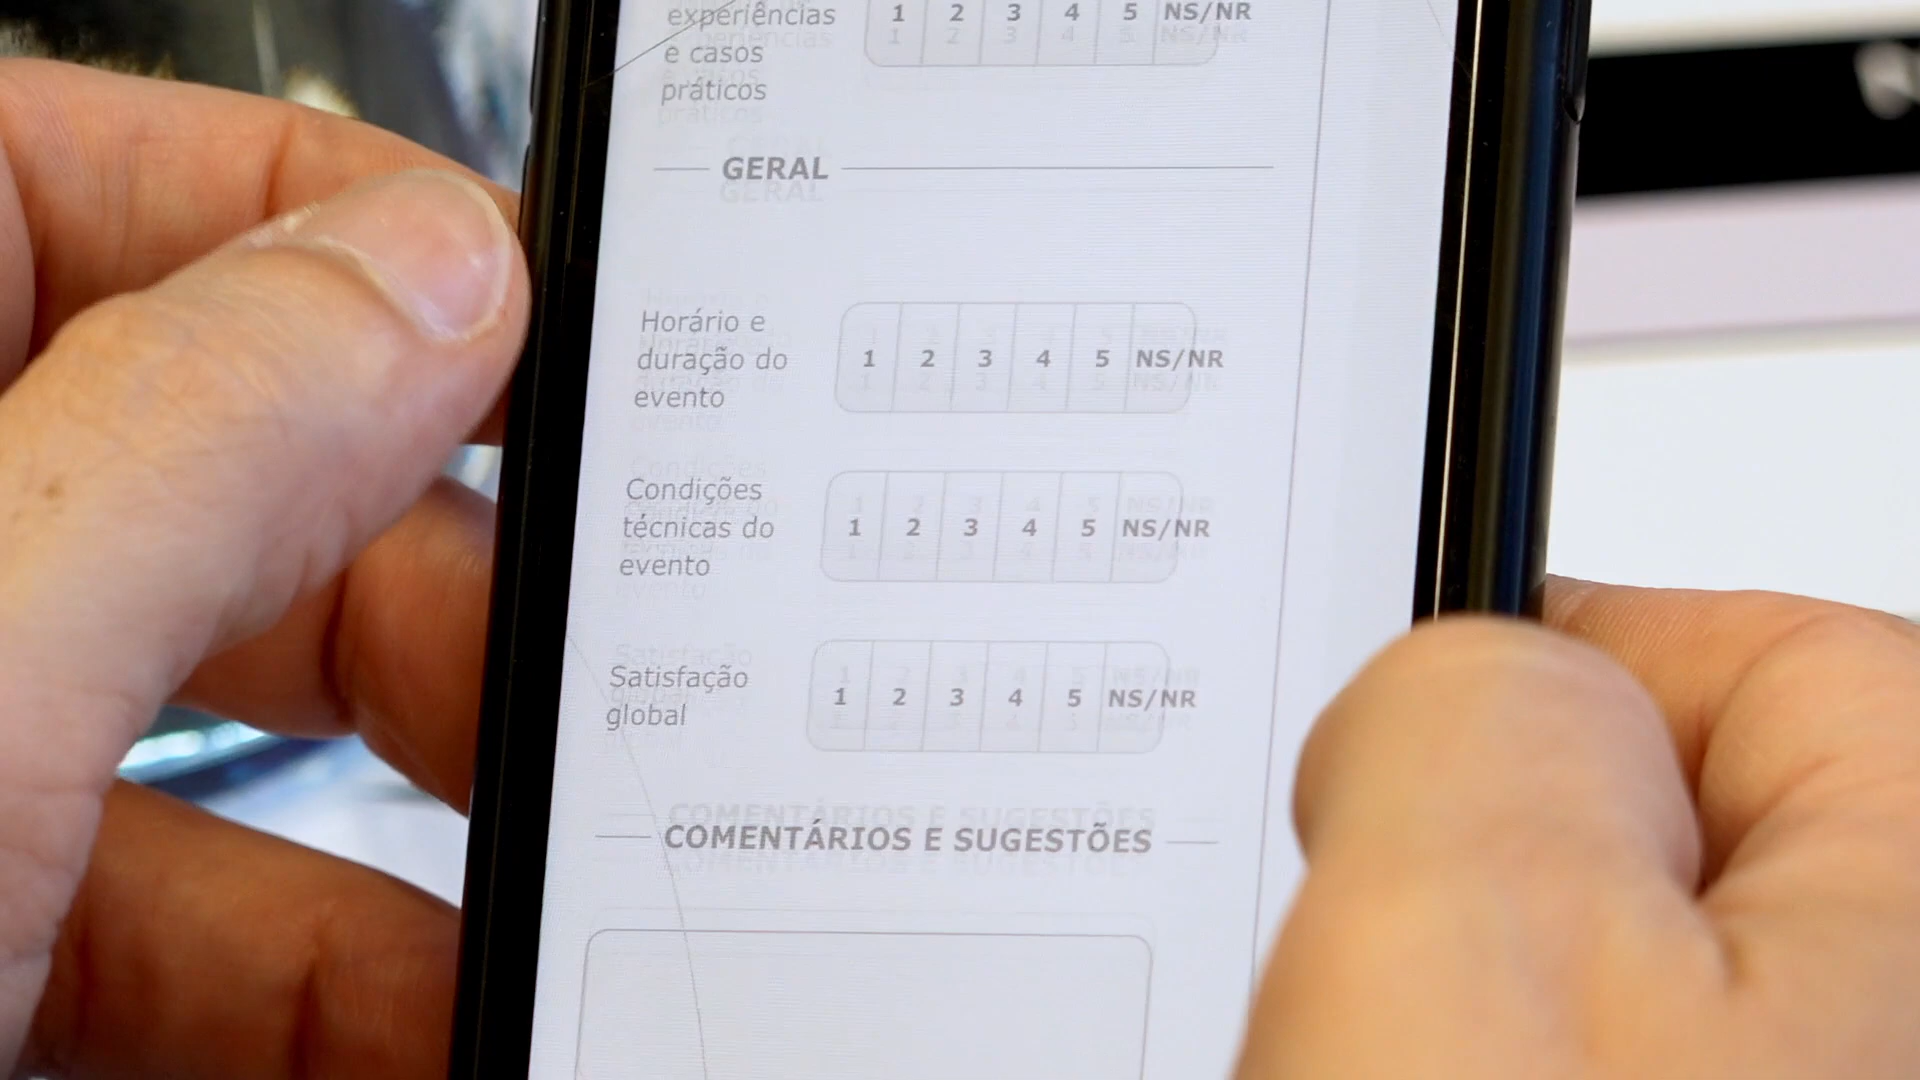 experiências
e casos
práticos
1 2 3 4 5 NS/NR
GERAL
Horário e
duração do
evento
1 2 3 4 5 NS/NR
Condições
técnicas do
evento
1 2 3 4 5 NS/NR
Satisfação
global
1 2 3 4 5 NS/NR
COMENTÁRIOS E SUGESTÕES